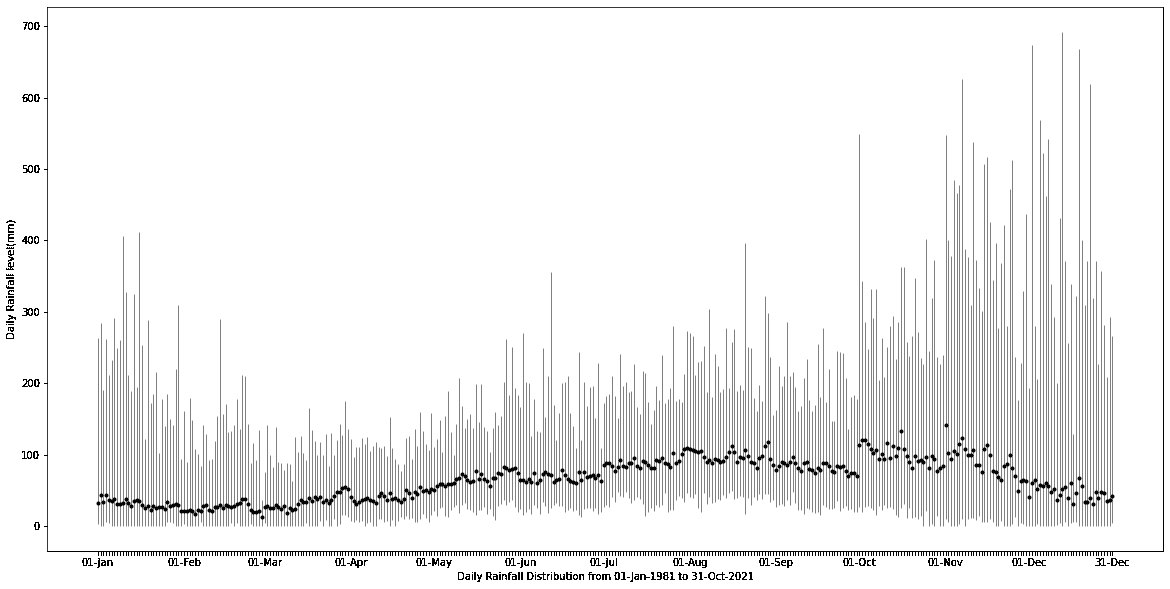 Daily Rainfall level(mm)
700
600
500
400
300
200
100
0
01-Jan 01-Feb 01-Mar 01-Apr 01-May 01-Jun 01-Jul 01-Aug 01-Sep 01-Oct 01-Nov 01-Dec 31-Dec
Daily Rainfall Distribution from 01-Jan-1981 to 31-Oct-2021